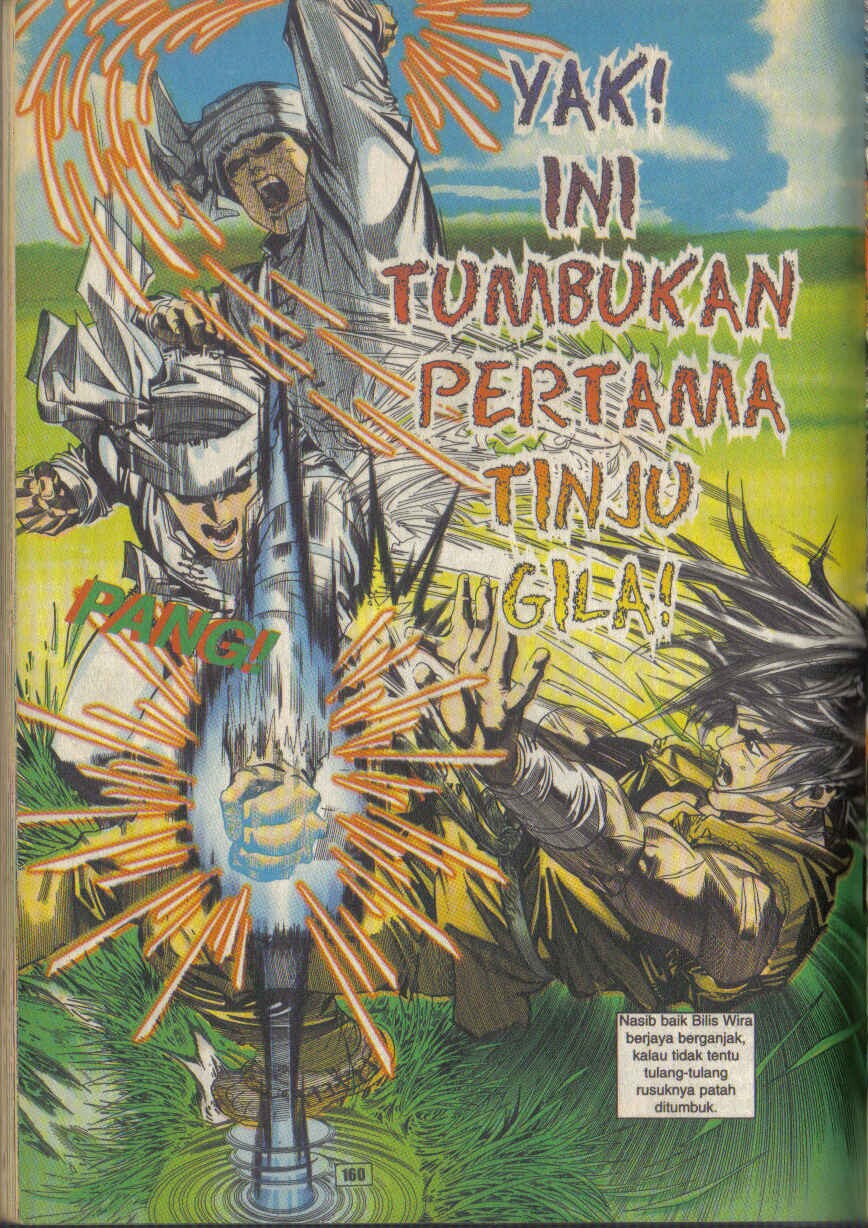 YAK!
INI
TUMBUKAN
PERTAMA
TINJU
GILA!
PANG!
Nasib baik Bilis Wira
berjaya berganjak,
kalau tidak tentu
tulang-tulang
rusuknya patah
ditumbuk.
160